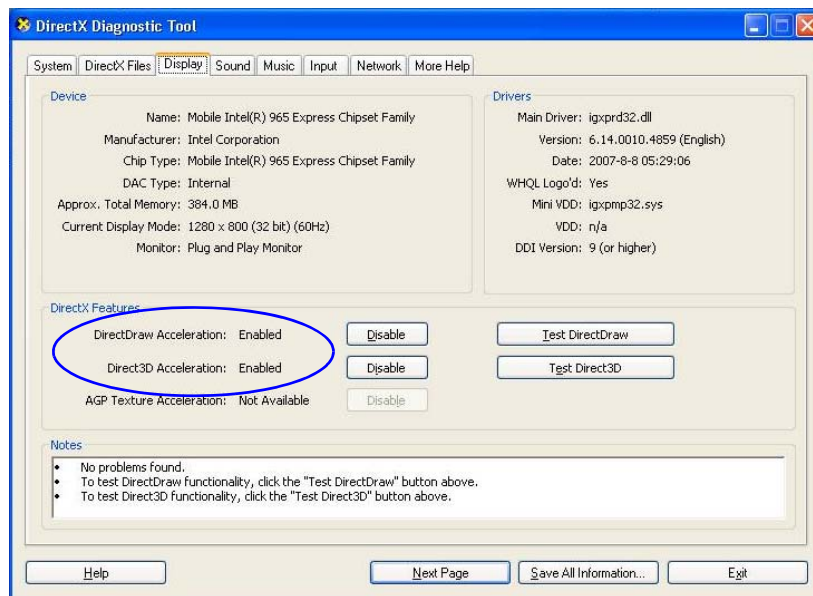 DirectX Diagnostic Tool
System DirectX Files Display Sound Music Input Network More Help
Device
Name: Mobile Intel(R) 965 Express Chipset Family
Manufacturer: Intel Corporation
Chip Type: Mobile Intel(R) 965 Express Chipset Family
DAC Type: Internal
Approx. Total Memory: 384.0 MB
Current Display Mode: 1280 x 800 (32 bit) (60Hz)
Monitor: Plug and Play Monitor
Drivers
Main Driver: igxprd32.dll
Version: 6.14.0010.4859 (English)
Date: 2007-8-8 05:29:06
WHQL Logo'd: Yes
Mini VDD: igxpmp32.sys
VDD: n/a
DDI Version: 9 (or higher)
DirectX Features
DirectDraw Acceleration: Enabled Disable Test DirectDraw
Direct3D Acceleration: Enabled Disable Test Direct3D
AGP Texture Acceleration: Not Available Disable
Notes
• No problems found.
• To test DirectDraw functionality, click the "Test DirectDraw" button above.
• To test Direct3D functionality, click the "Test Direct3D" button above.
Help Next Page Save All Information... Exit